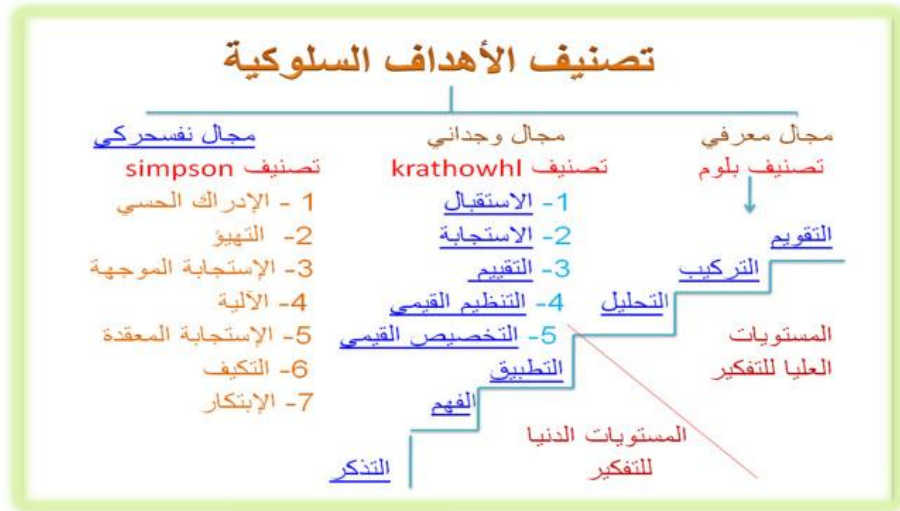 تصنيف الأهداف السلوكية
مجال معرفي
تصنيف بلوم
التقويم
التركيب
التحليل
التطبيق
الفهم
التذكر
المستويات
العليا للتفكير
المستويات الدنيا
للتفكير
مجال وجداني
تصنيف krathowhl
1- الاستقبال
2- الاستجابة
3- التقييم
4- التنظيم القيمي
5- التخصيص القيمي
مجال نفسحركي
تصنيف simpson
1 - الإدراك الحسي
2- التهيؤ
3- الإستجابة الموجهة
4- الآلية
5- الإستجابة المعقدة
6- التكيف
7- الإبتكار